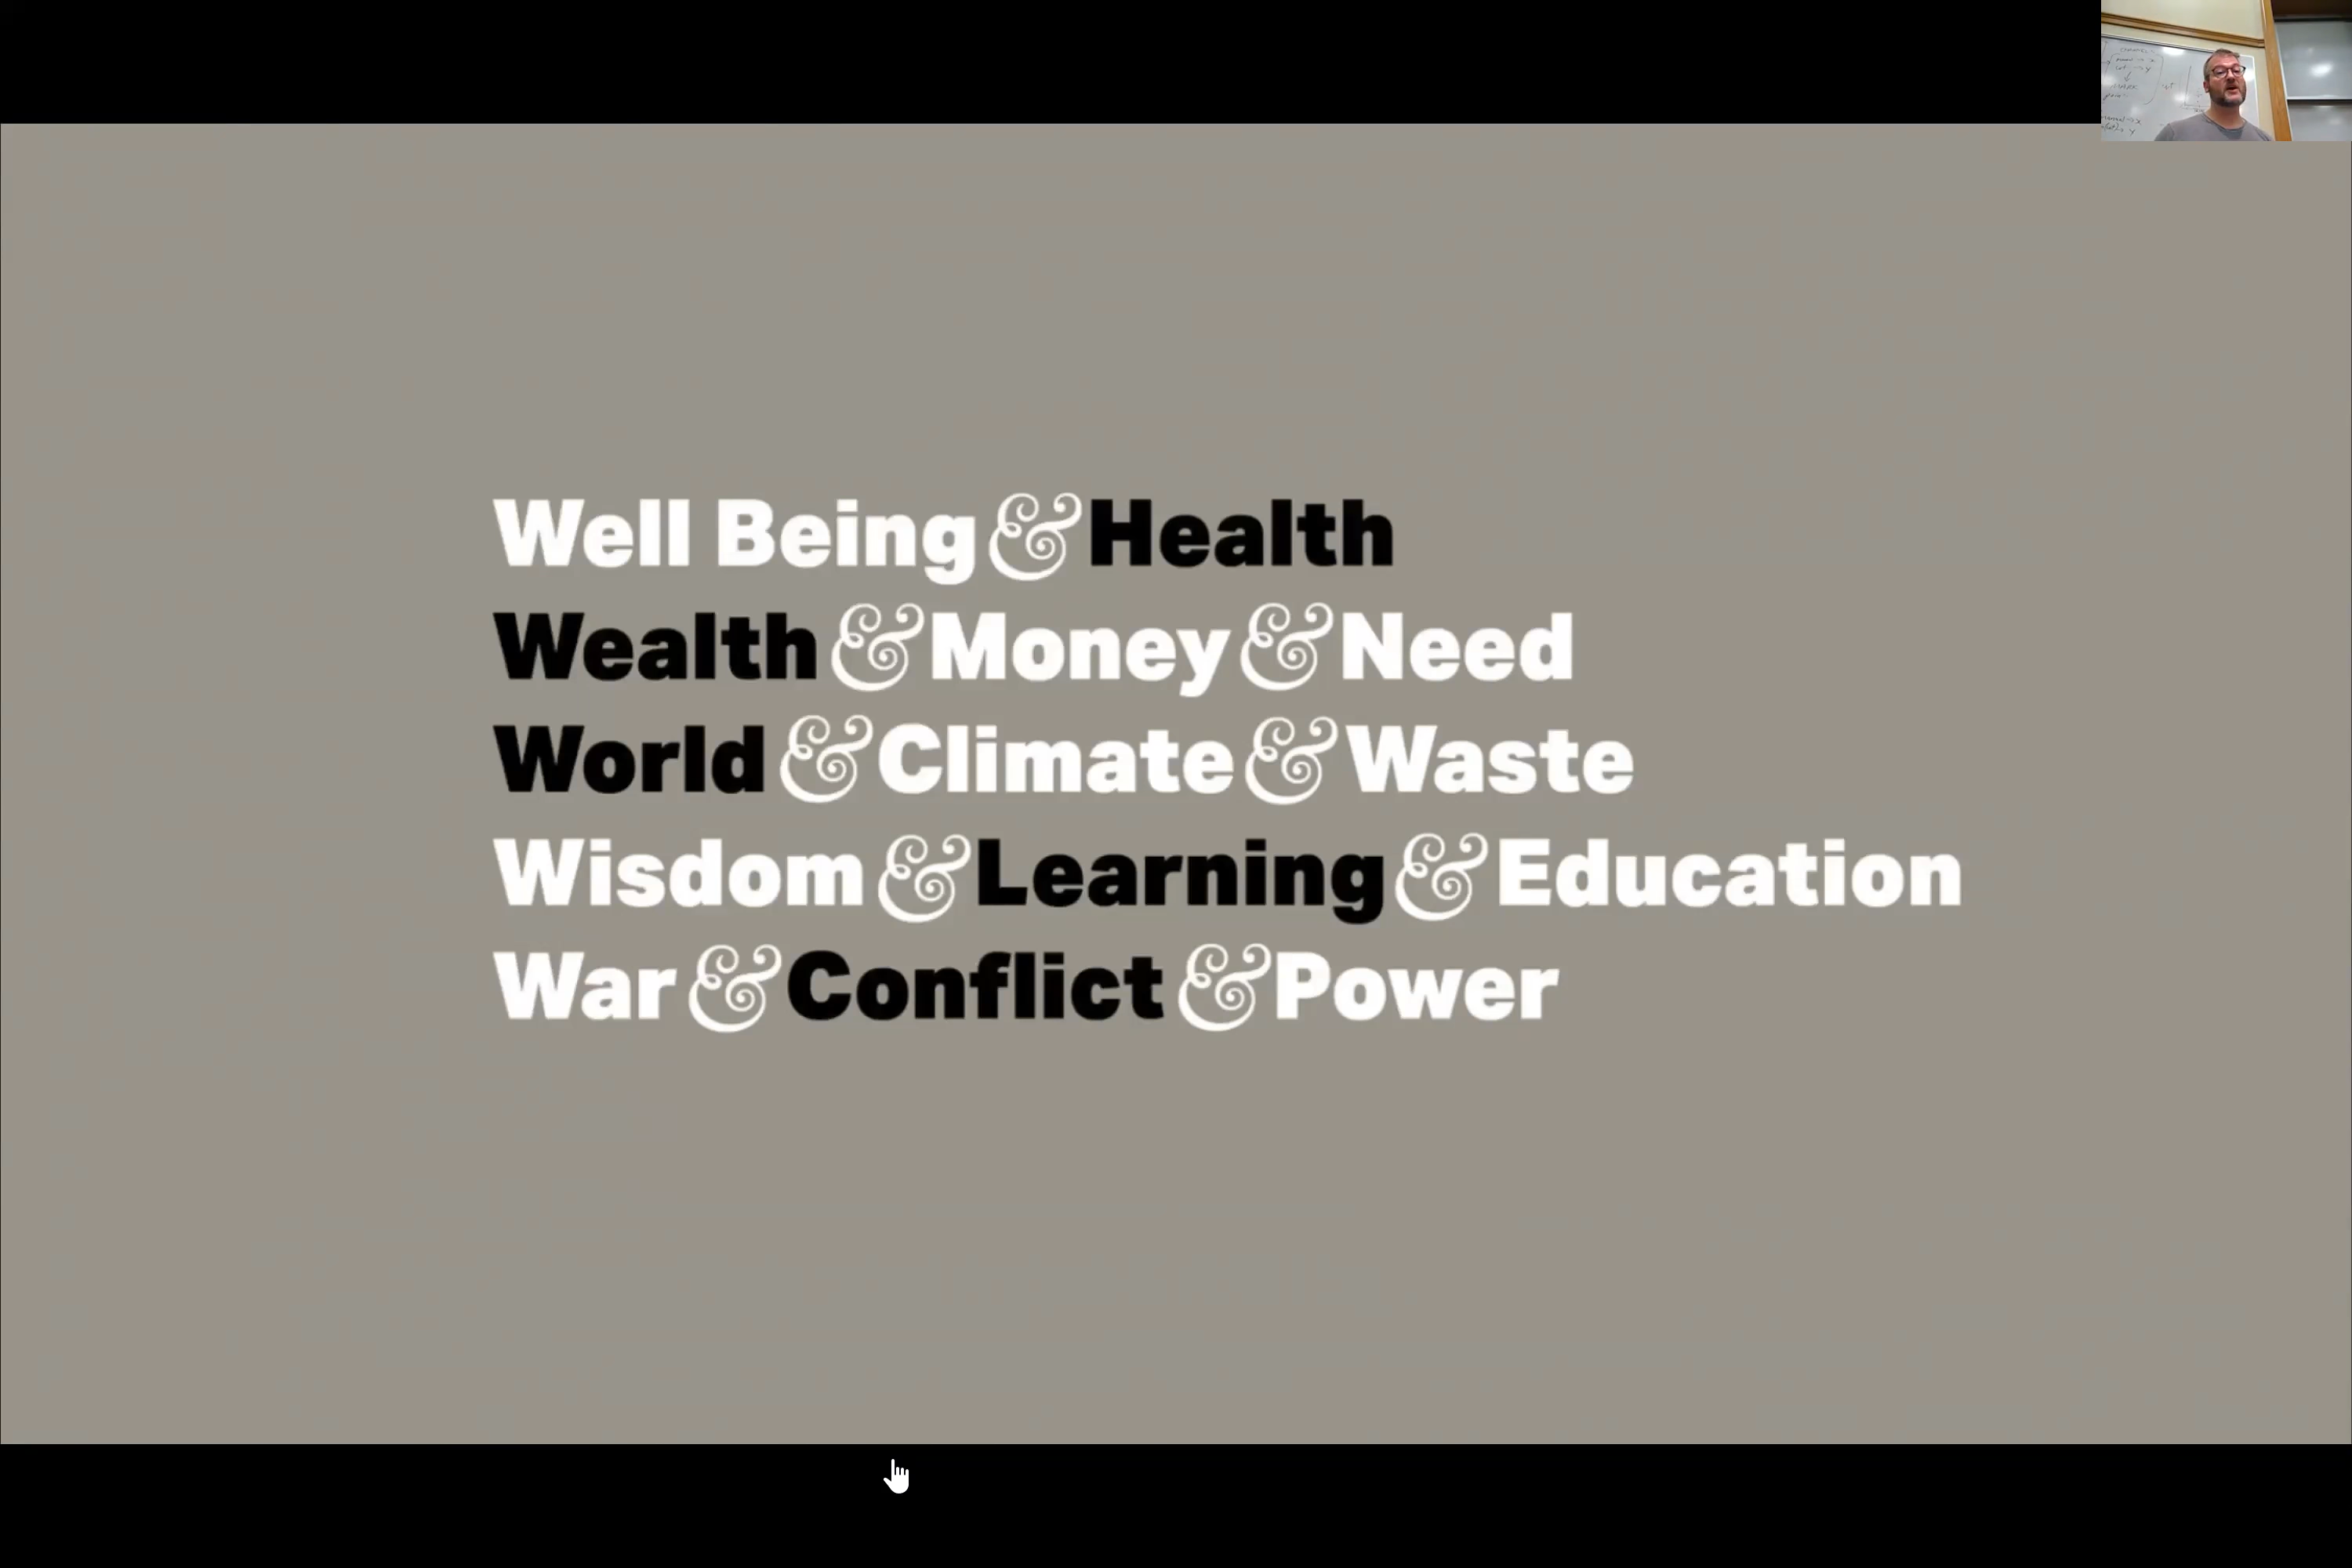 Well Being & Health
Wealth & Money & Need
World & Climate & Waste
Wisdom & Learning & Education
War & Conflict & Power